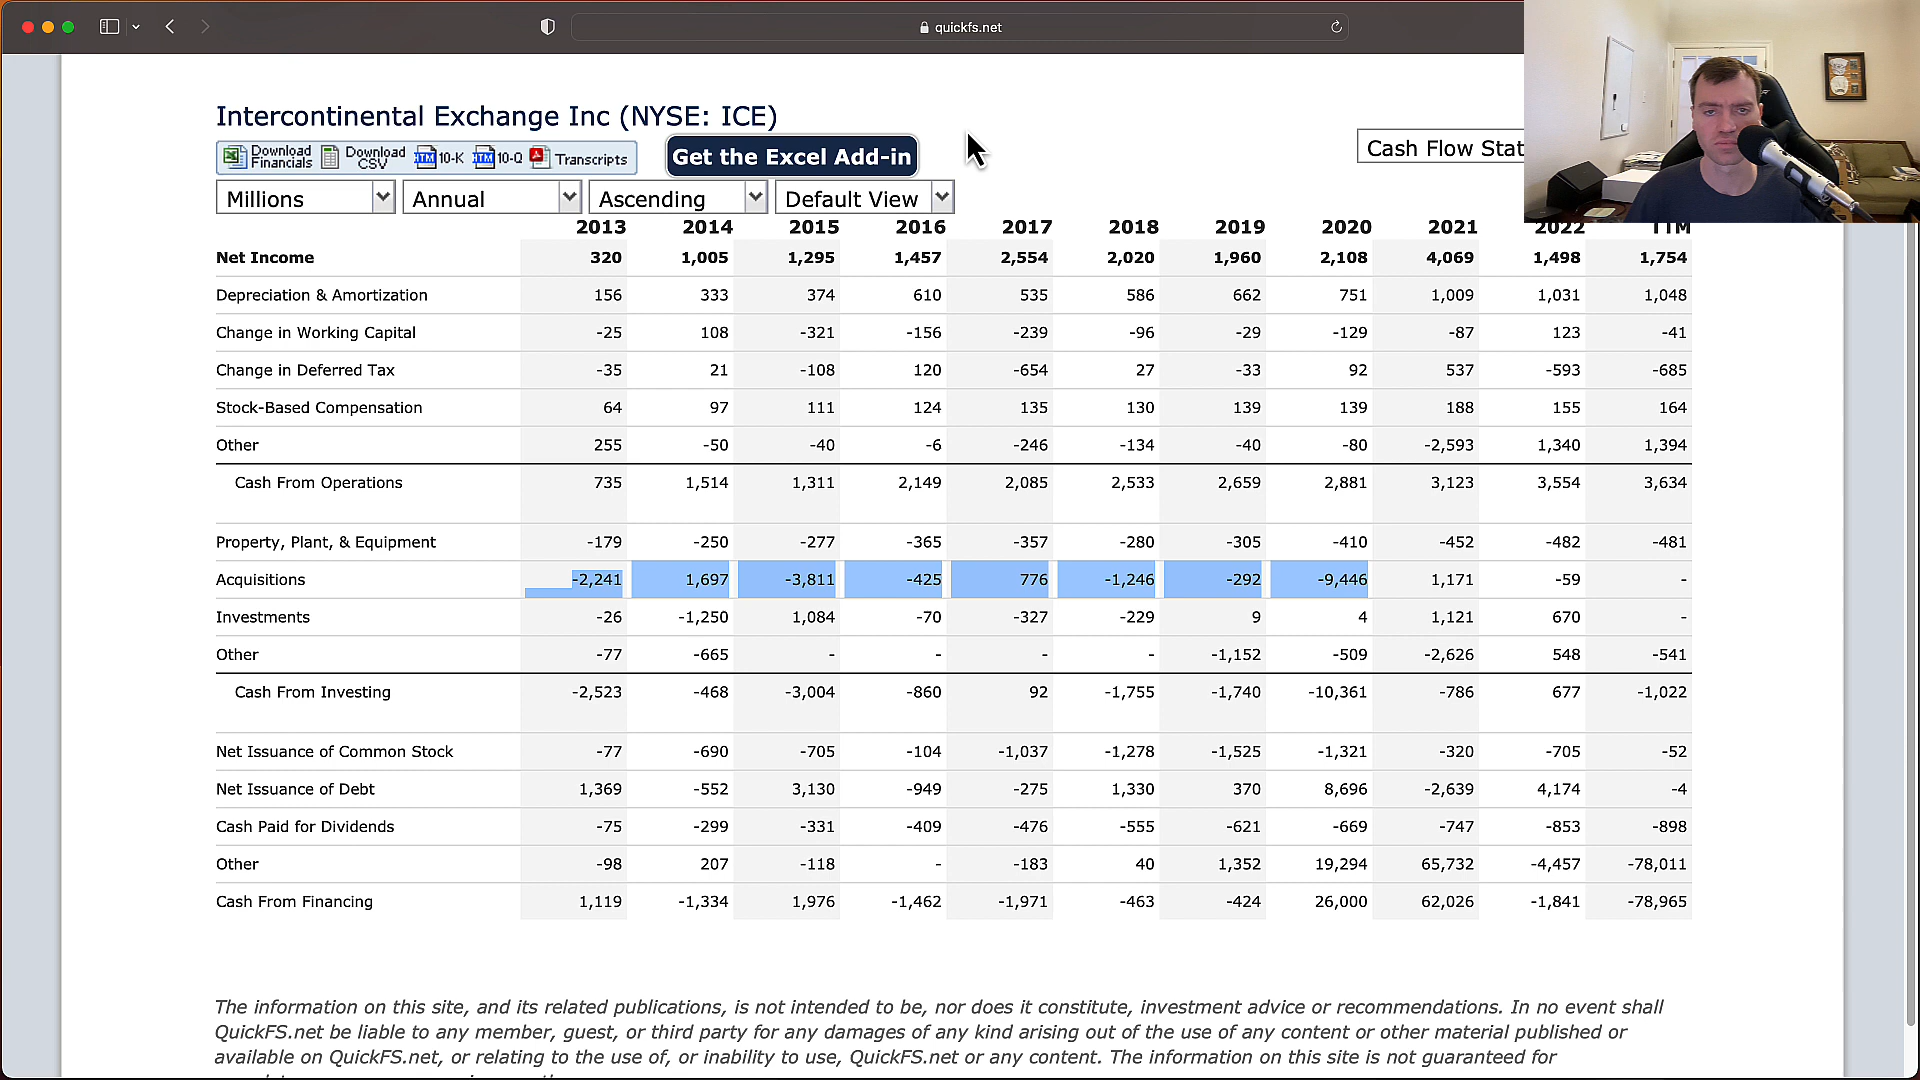 quickfs.net
Intercontinental Exchange Inc (NYSE: ICE)
Download Financials Download CSV 10-K 10-Q Transcripts Get the Excel Add-in Cash Flow Stat
Millions Annual Ascending Default View
2013 2014 2015 2016 2017 2018 2019 2020 2021 2022 TTM
Net Income 320 1,005 1,295 1,457 2,554 2,020 1,960 2,108 4,069 1,498 1,754
Depreciation & Amortization 156 333 374 610 535 586 662 751 1,009 1,031 1,048
Change in Working Capital -25 108 -321 -156 -239 -96 -29 -129 -87 123 -41
Change in Deferred Tax -35 21 -108 120 -654 27 -33 92 537 -593 -685
Stock-Based Compensation 64 97 111 124 135 130 139 139 188 155 164
Other 255 -50 -40 -6 -246 -134 -40 -80 -2,593 1,340 1,394
Cash From Operations 735 1,514 1,311 2,149 2,085 2,533 2,659 2,881 3,123 3,554 3,634
Property, Plant, & Equipment -179 -250 -277 -365 -357 -280 -305 -410 -452 -482 -481
Acquisitions -2,241 1,697 -3,811 -425 776 -1,246 -292 -9,446 1,171 -59 -
Investments -26 -1,250 1,084 -70 -327 -229 9 4 1,121 670 -
Other -77 -665 - - - - -1,152 -509 -2,626 548 -541
Cash From Investing -2,523 -468 -3,004 -860 92 -1,755 -1,740 -10,361 -786 677 -1,022
Net Issuance of Common Stock -77 -690 -705 -104 -1,037 -1,278 -1,525 -1,321 -320 -705 -52
Net Issuance of Debt 1,369 -552 3,130 -949 -275 1,330 370 8,696 -2,639 4,174 -4
Cash Paid for Dividends -75 -299 -331 -409 -476 -555 -621 -669 -747 -853 -898
Other -98 207 -118 - -183 40 1,352 19,294 65,732 -4,457 -78,011
Cash From Financing 1,119 -1,334 1,976 -1,462 -1,971 -463 -424 26,000 62,026 -1,841 -78,965
The information on this site, and its related publications, is not intended to be, nor does it constitute, investment advice or recommendations. In no event shall
QuickFS.net be liable to any member, guest, or third party for any damages of any kind arising out of the use of any content or other material published or
available on QuickFS.net, or relating to the use of, or inability to use, QuickFS.net or any content. The information on this site is not guaranteed for